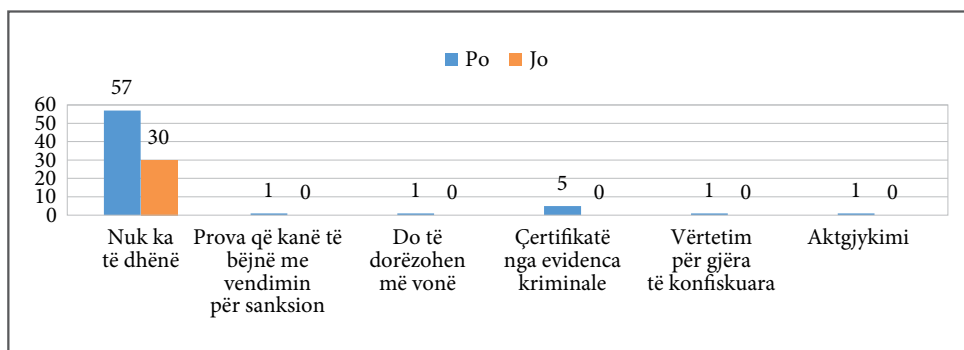 Po Jo
57
30
1 0 1 0 5 0 1 0 1 0
60
50
40
30
20
10
0
Nuk ka
të dhënë
Prova që kanë të
bëjnë me
vendimin
për sanksion
Do të
dorëzohen
më vonë
Çertifikatë
nga evidenca
kriminale
Vërtetim
për gjëra
të konfiskuara
Aktgjykimi